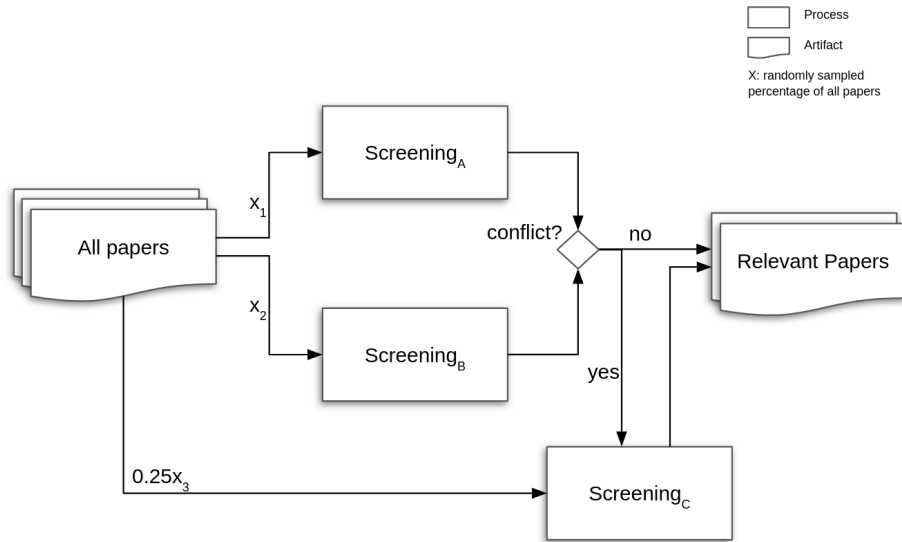 Process
Artifact
X: randomly sampled
percentage of all papers
Screening_A
x_1
conflict?
no
All papers
Relevant Papers
x_2
Screening_B
yes
0.25x_3
Screening_C